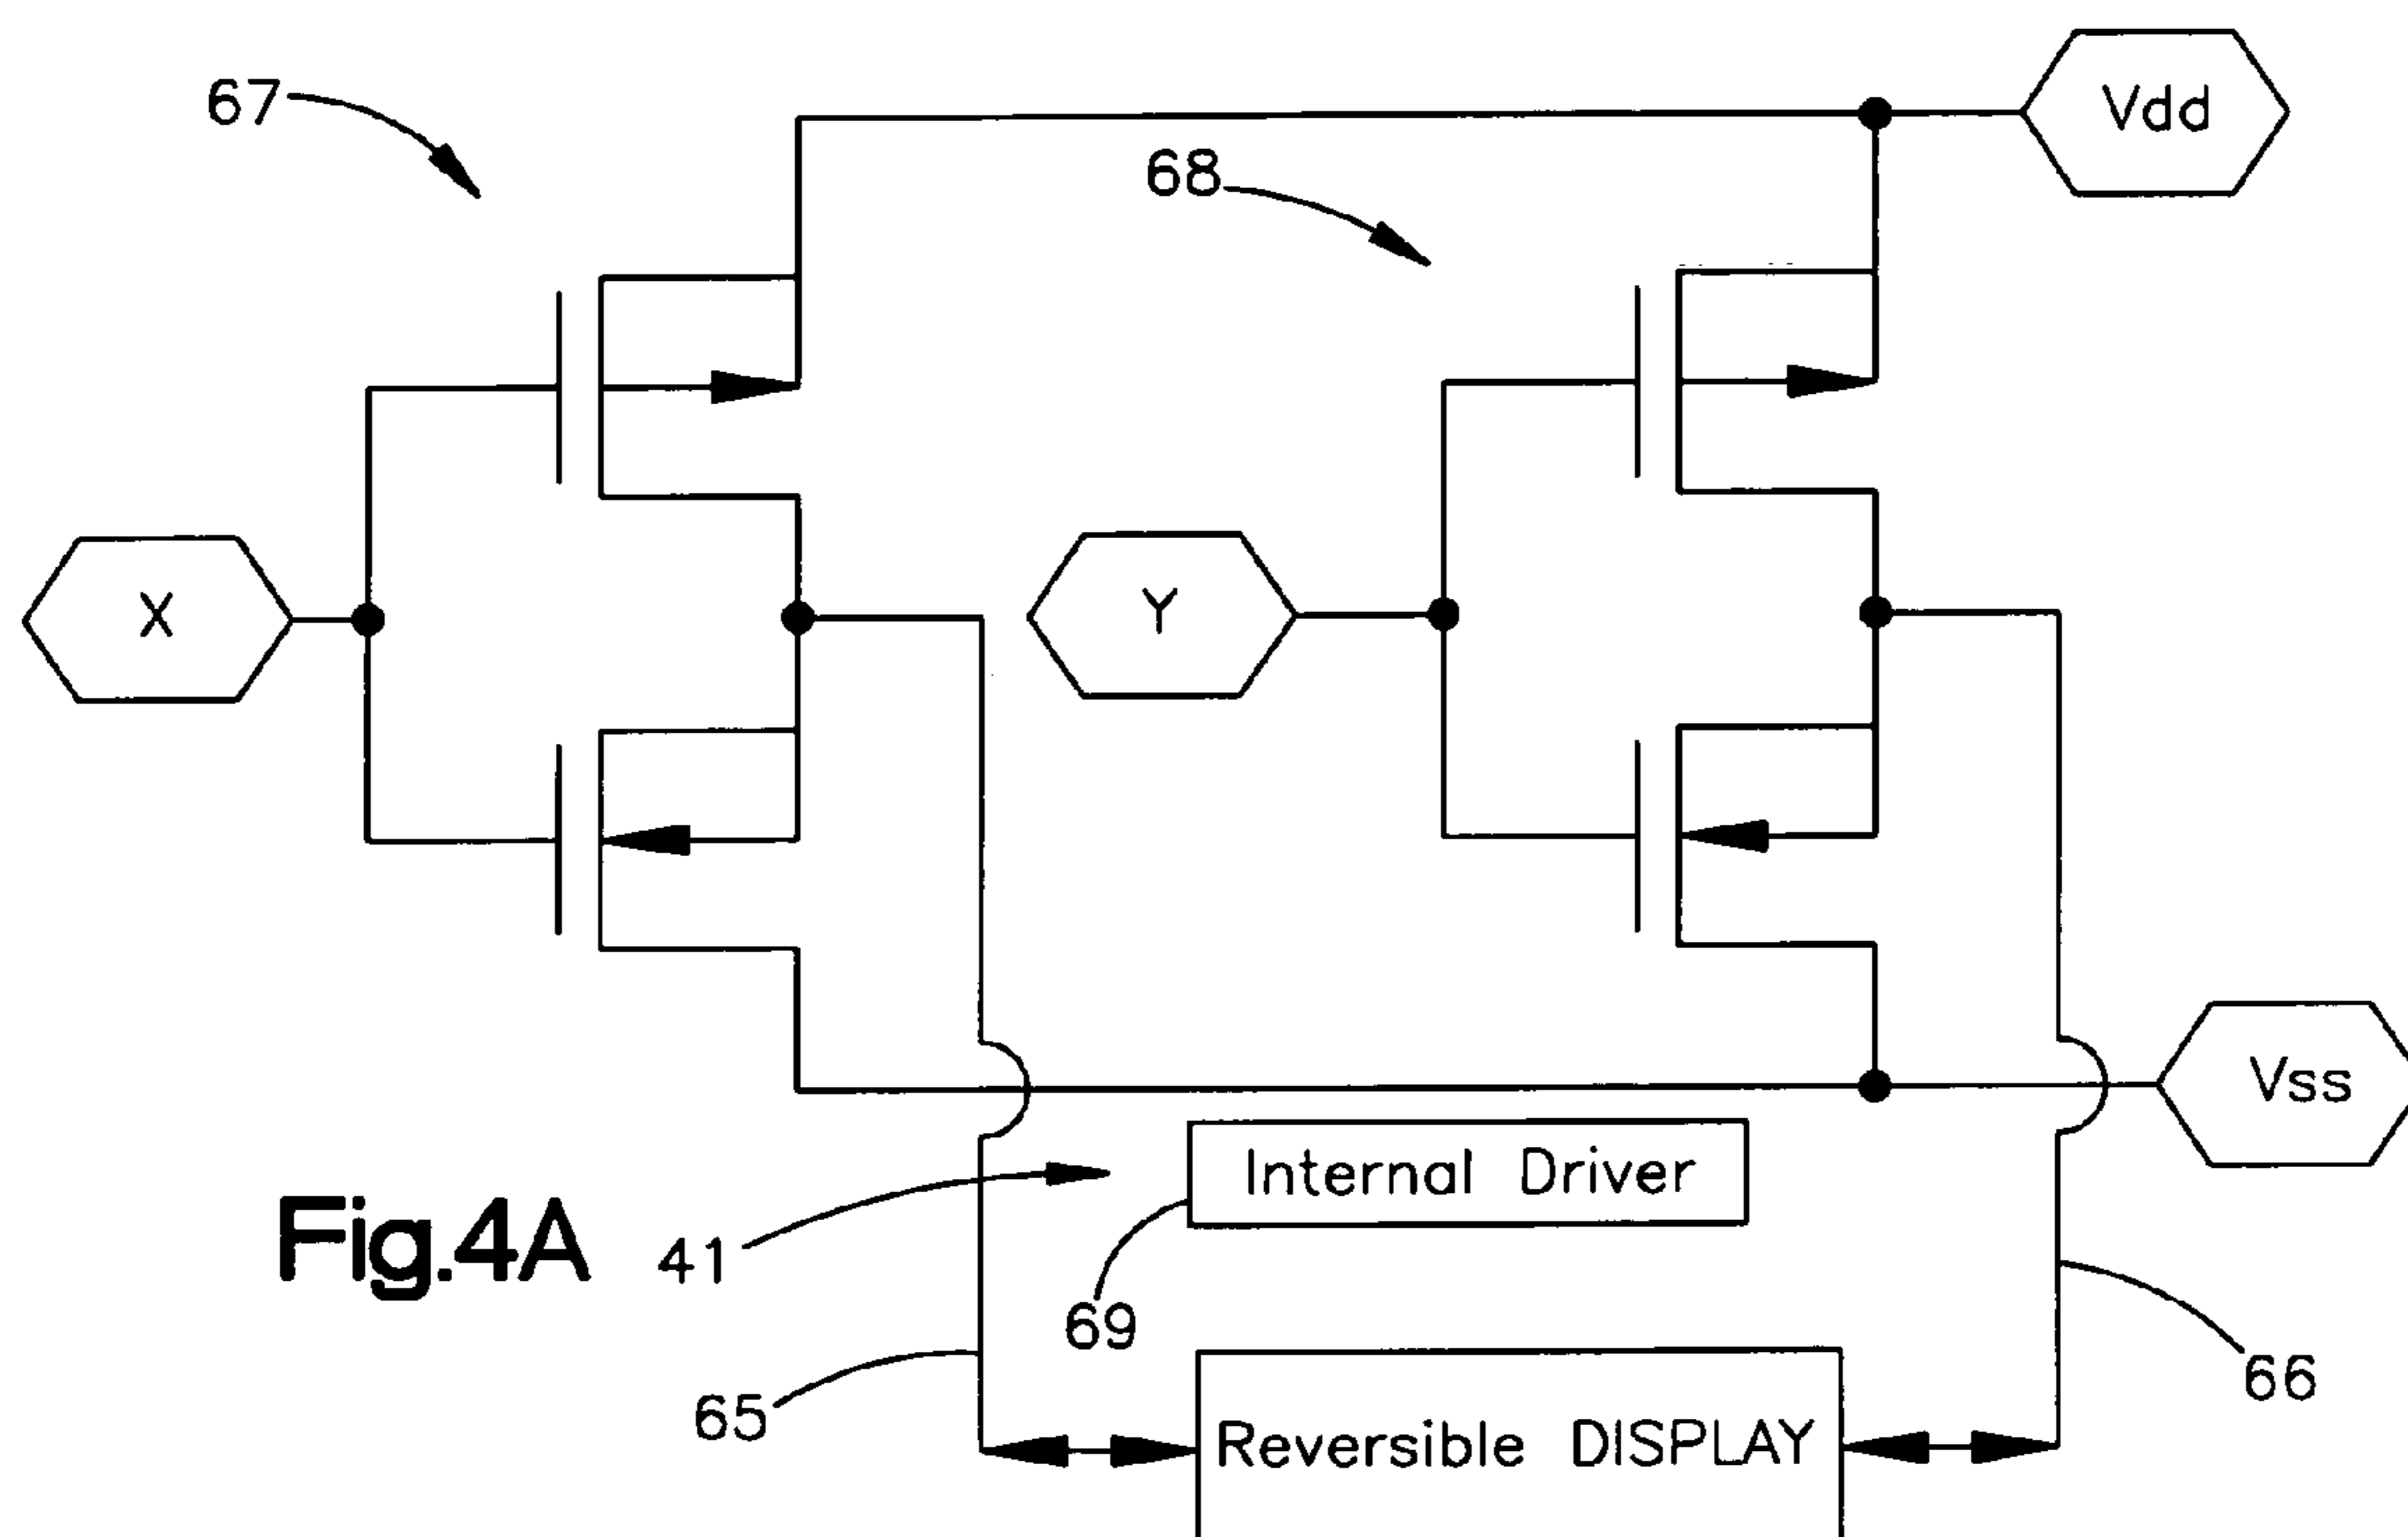 67
Vdd
68
X
Y
Vss
Internal Driver
Fig.4A
41
69
65
66
Reversible DISPLAY